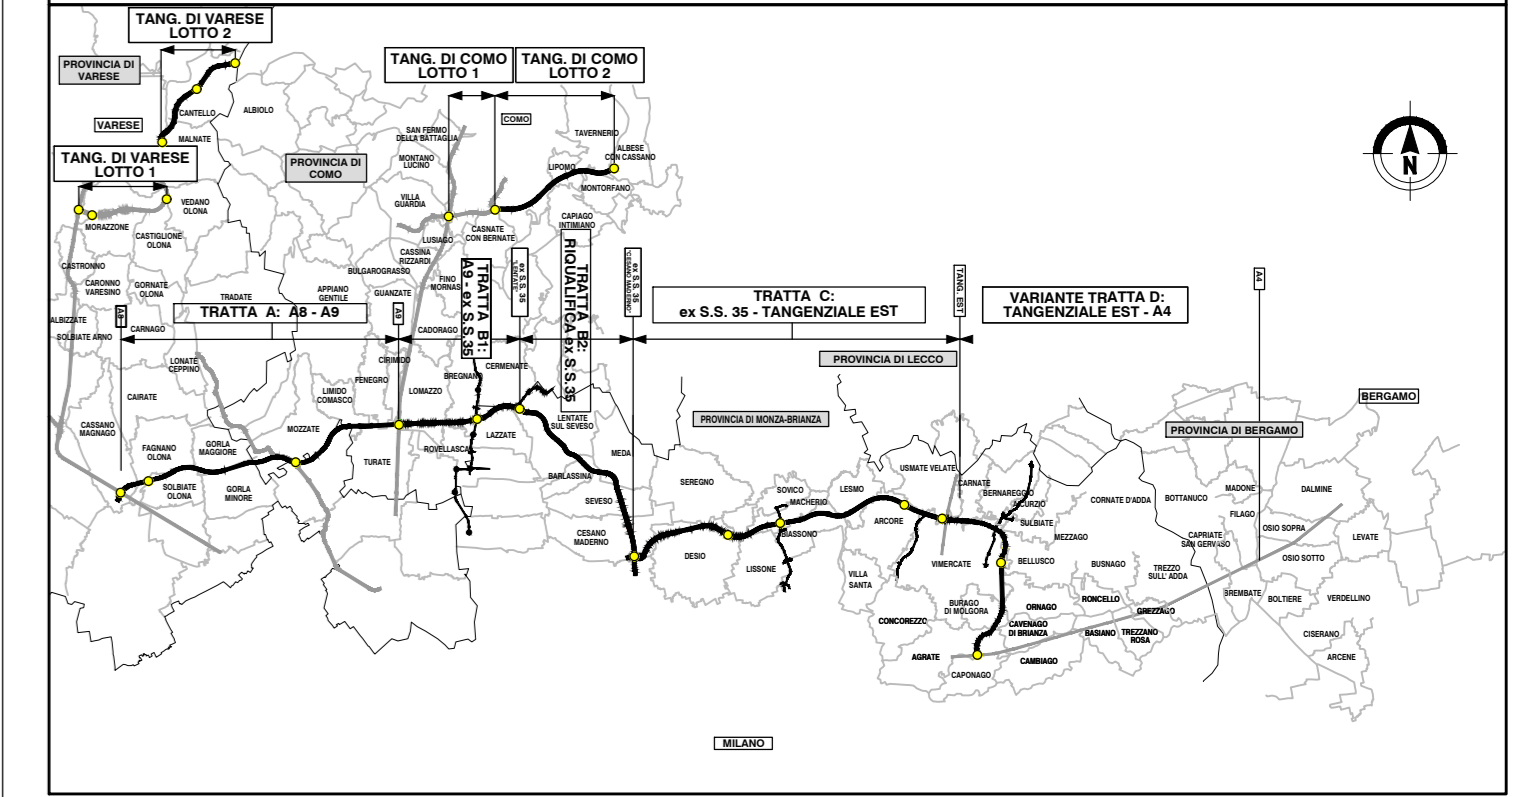 TANG. DI VARESE
LOTTO 2
PROVINCIA DI
VARESE
CANTELLO
ALBIOLO
VARESE
MALNATE
TANG. DI VARESE
LOTTO 1
VEDANO
OLONA
MORAZZONE
CASTIGLIONE
OLONA
TANG. DI COMO
LOTTO 1
TANG. DI COMO
LOTTO 2
COMO
SAN FERMO
DELLA BATTAGLIA
TAVERNERIO
ALBESE
CON CASSANO
PROVINCIA DI
COMO
MONTANO
LUCINO
LIPOMO
MONTORFANO
VILLA
GUARDIA
CAPIAGO
INTIMIANO
LUSIAGO
CASNATE
CON BERNATE
N
CASTRONNO
CASSINA
RIZZARDI
BULGAROGRASSO
CARONNO
VARESINO
GORNATE
OLONA
TRADATE
APPIANO
GENTILE
GUANZATE
FINO
MORNAS
ALBIZZATE
SOLBIATE ARNO
A8
CARNAGO
TRATTA A: A8 - A9
A9
CADORAGO
TRATTA B1:
A9 - ex S.S.35
ex S.S. 35
"LENTATE"
TRATTA B2:
RIQUALIFICA ex S.S.35
ex S.S. 35
"CESANO MADERNO"
TRATTA C:
ex S.S. 35 - TANGENZIALE EST
TANG. EST
VARIANTE TRATTA D:
TANGENZIALE EST - A4
A4
PROVINCIA DI LECCO
LONATE
CEPPINO
CIRIMIDO
FENEGRO
BREGNAN
CERMENATE
CAIRATE
LIMIDO
COMASCO
LOMAZZO
BERGAMO
CASSANO
MAGNAGO
MOZZATE
LAZZATE
LENTATE
SUL SEVESO
PROVINCIA DI MONZA-BRIANZA
PROVINCIA DI BERGAMO
FAGNANO
OLONA
GORLA
MAGGIORE
TURATE
ROVELLASCA
MEDA
SOLBIATE
OLONA
GORLA
MINORE
BARLASSINA
SEVESO
SEREGNO
SOVICO
MACHERIO
LESMO
USMATE VELATE
CARNATE
BERNAREGGIO
CORNATE D'ADDA
BOTTANUCO
MADONE
DALMINE
FILAGO
CESANO
MADERNO
DESIO
BIASSONO
ARCORE
SULBIATE
MEZZAGO
CAPRIATE
SAN GERVASO
OSIO SOPRA
LEVATE
LISSONE
VILLA
SANTA
VIMERCATE
BELLUSCO
BUSNAGO
TREZZO
SULL' ADDA
OSIO SOTTO
BURAGO
DI MOLGORA
ORNAGO
RONCELLO
GREZZAGO
BREMBATE
BOLTIERE
VERDELLINO
CONCOREZZO
CAVENAGO
DI BRIANZA
BASIANO
TREZZANO
ROSA
CISERANO
AGRATE
CAMBIAGO
ARCENE
CAPONAGO
MILANO